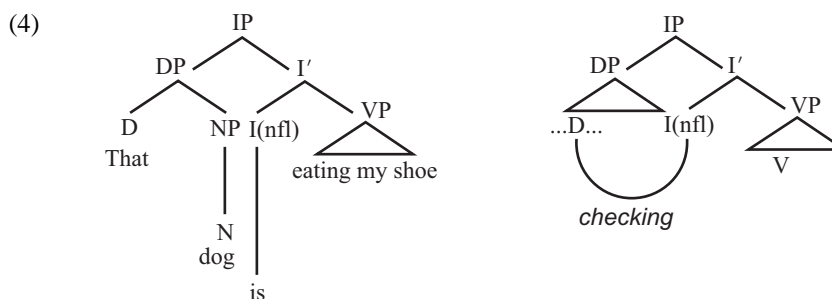 (4)
IP
DP I′
D NP I(nfl) VP
That
eating my shoe
N
dog
is
IP
DP I′
...D... I(nfl) VP
V
checking